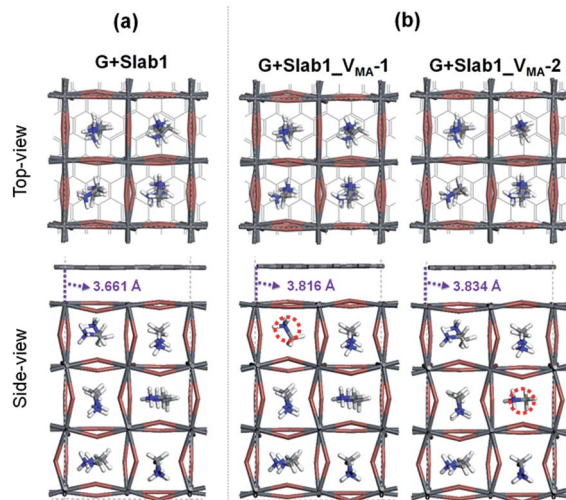 (a)
(b)
G+Slab1
G+Slab1_VMA-1
G+Slab1_VMA-2
Top-view
3.661 Å
3.816 Å
3.834 Å
Side-view